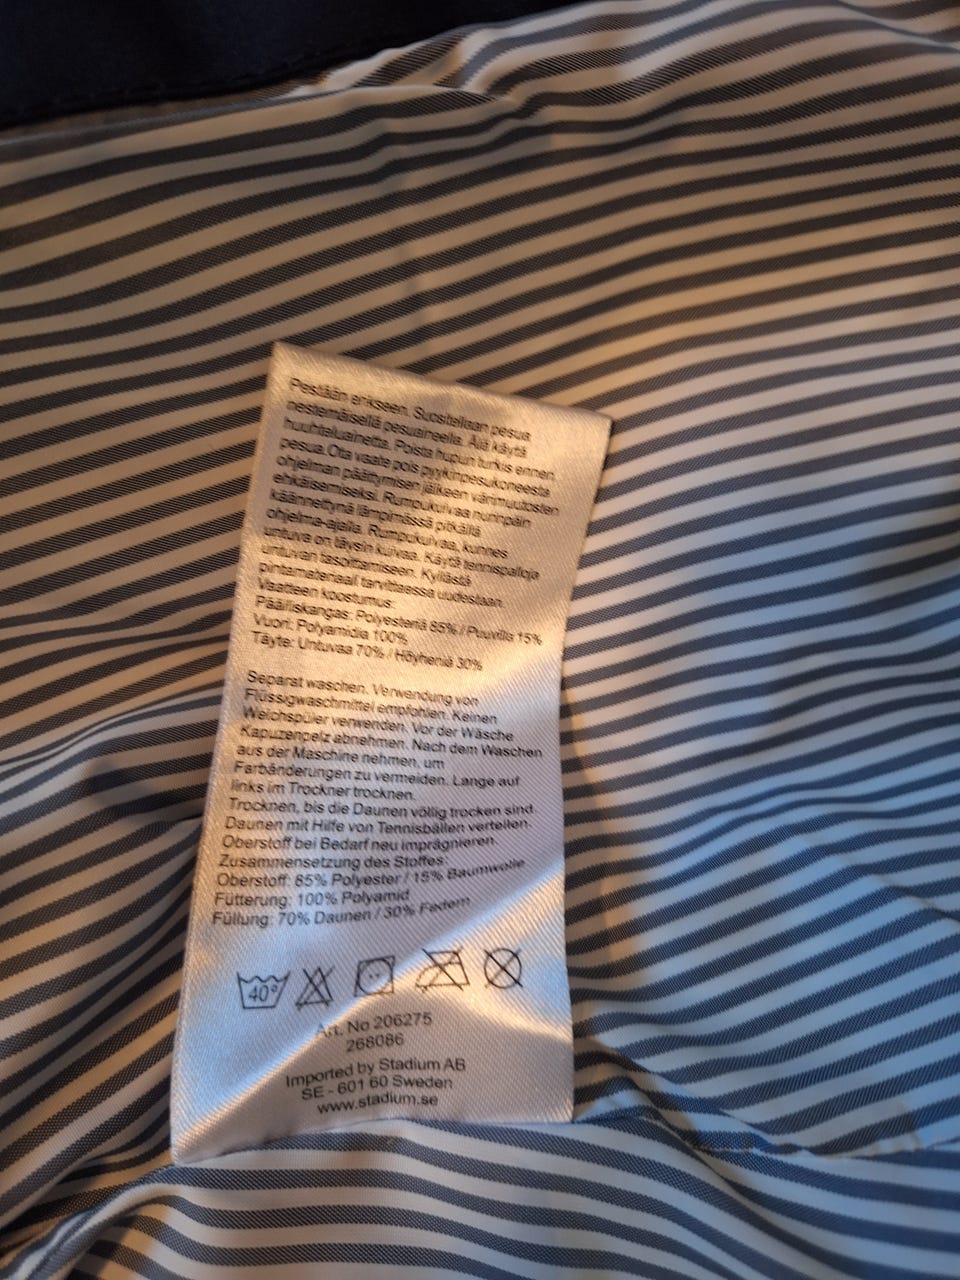 Pestään erikseen. Suositellaan pesua
nestemäisellä pesuaineella. Älä käytä
huuhteluainetta. Poista hupun turkis ennen
pesua. Ota vaate pois pyykinpesukoneesta
ohjelman päättymisen jälkeen värimuutosten
ehkäisemiseksi. Rumpukuivaa nurinpäin
käännettynä lämpimässä pitkällä
ohjelma-ajalla. Rumpukuivaa, kunnes
untuva on täysin kuivaa. Käytä tennispalloja
untuvan tasoittamiseen. Kyllästä
pintamateriaali tarvittaessa uudestaan.
Vaatteen koostumus:
Päälliskangas: Polyesteriä 85% / Puuvilla 15%
Vuori: Polyamidia 100%
Täyte: Untuvaa 70% / Höyheniä 30%
Separat waschen. Verwendung von
Flüssigwaschmittel empfohlen. Keinen
Weichspüler verwenden. Vor der Wäsche
Kapuzenpelz abnehmen. Nach dem Waschen
aus der Maschine nehmen, um
Farbänderungen zu vermeiden. Lange auf
links im Trockner trocknen.
Trocknen, bis die Daunen völlig trocken sind.
Daunen mit Hilfe von Tennisbällen verteilen.
Oberstoff bei Bedarf neu imprägnieren.
Zusammensetzung des Stoffes:
Oberstoff: 85% Polyester / 15% Baumwolle
Fütterung: 100% Polyamid
Füllung: 70% Daunen / 30% Federn
40°
Art. No 206275
268086
Imported by Stadium AB
SE - 601 60 Sweden
www.stadium.se